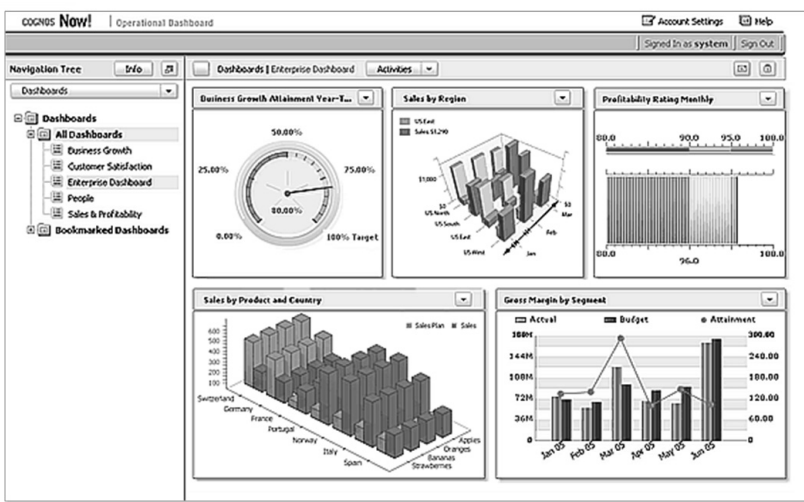 COGNOS Now! Operational Dashboard
Account Settings Help
Signed In as system Sign Out
Navigation Tree Info
Dashboards | Enterprise Dashboard Activities
Dashboards
Dashboards
All Dashboards
Business Growth
Customer Satisfaction
Enterprise Dashboard
People
Sales & Profitability
Bookmarked Dashboards
Business Growth Attainment Year-T...
50.00%
25.00% 75.00%
80.00%
0.00% 100% Target
Sales by Region
US East
Sales $1,290
$1,000
$0
US North
US South
US East
US West
Jan
Feb
Mar
$0
Profitability Rating Monthly
80.0 90.0 95.0 100.0
80.0 100.0
96.0
Sales by Product and Country
Sales Plan Sales
600
500
400
300
200
100
Switzerland
Germany
France
Portugal
Norway
Italy
Spain
Apples
Oranges
Bananas
Strawberries
Gross Margin by Segment
Actual Budget Attainment
180M 300.00
144M 240.00
108M 180.00
72M 120.00
36M 60.00
0 0
Jan 05 Feb 05 Mar 05 Apr 05 May 05 Jun 05